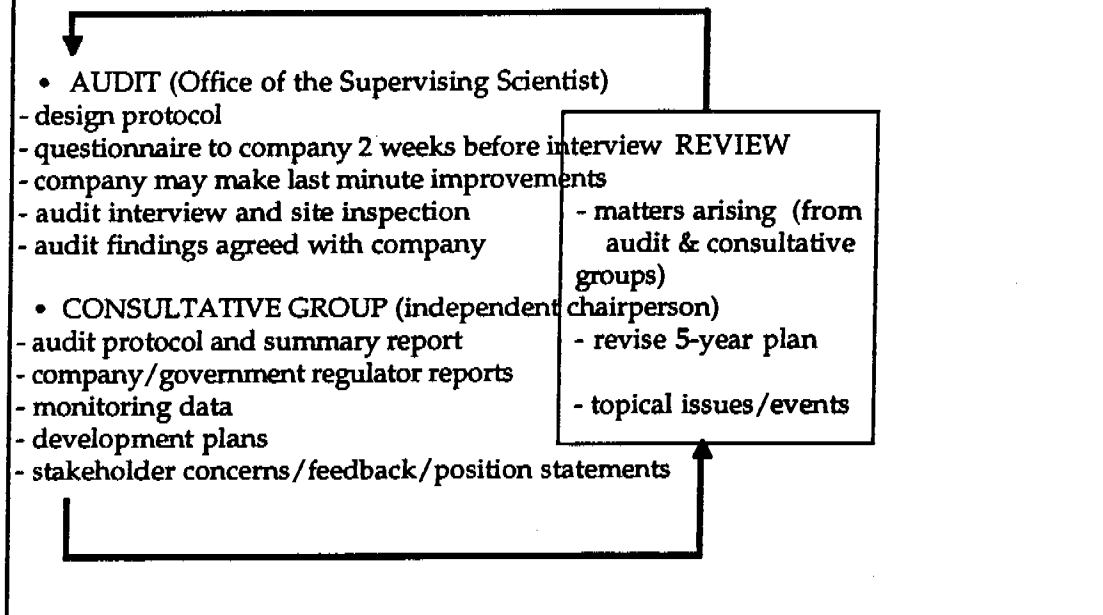 • AUDIT (Office of the Supervising Scientist)
- design protocol
- questionnaire to company 2 weeks before interview
- company may make last minute improvements
- audit interview and site inspection
- audit findings agreed with company
• CONSULTATIVE GROUP (independent chairperson)
- audit protocol and summary report
- company/government regulator reports
- monitoring data
- development plans
- stakeholder concerns/feedback/position statements
REVIEW
- matters arising (from
audit & consultative
groups)
- revise 5-year plan
- topical issues/events